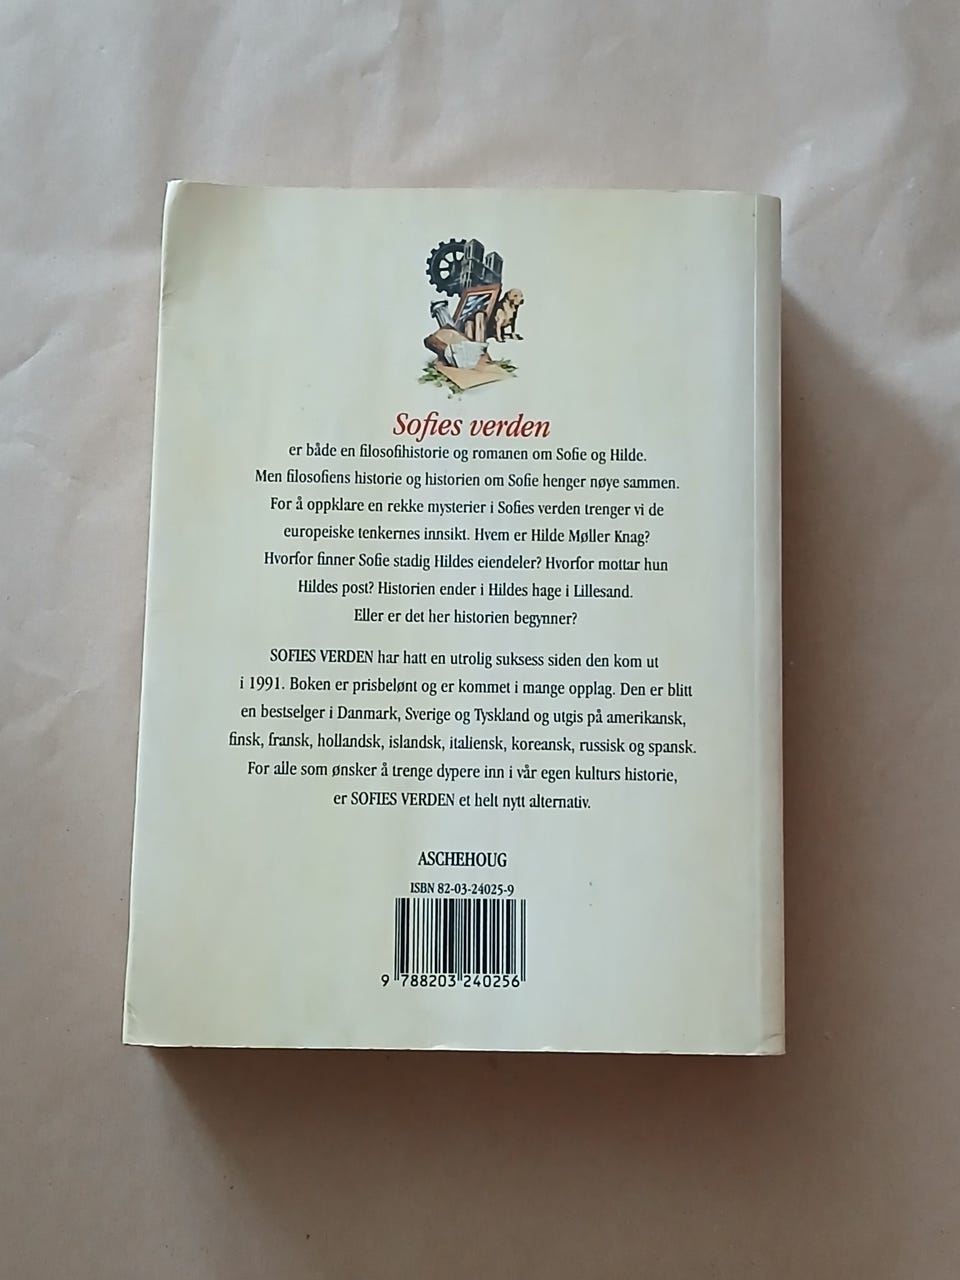 Sofies verden
er både en filosofihistorie og romanen om Sofie og Hilde.
Men filosofiens historie og historien om Sofie henger nøye sammen.
For å oppklare en rekke mysterier i Sofies verden trenger vi de
europeiske tenkernes innsikt. Hvem er Hilde Møller Knag?
Hvorfor finner Sofie stadig Hildes eiendeler? Hvorfor mottar hun
Hildes post? Historien ender i Hildes hage i Lillesand.
Eller er det her historien begynner?
SOFIES VERDEN har hatt en utrolig suksess siden den kom ut
i 1991. Boken er prisbelønt og er kommet i mange opplag. Den er blitt
en bestselger i Danmark, Sverige og Tyskland og utgis på amerikansk,
finsk, fransk, hollandsk, islandsk, italiensk, koreansk, russisk og spansk.
For alle som ønsker å trenge dypere inn i vår egen kulturs historie,
er SOFIES VERDEN et helt nytt alternativ.
ASCHEHOUG
ISBN 82-03-24025-9
9 788203 240256